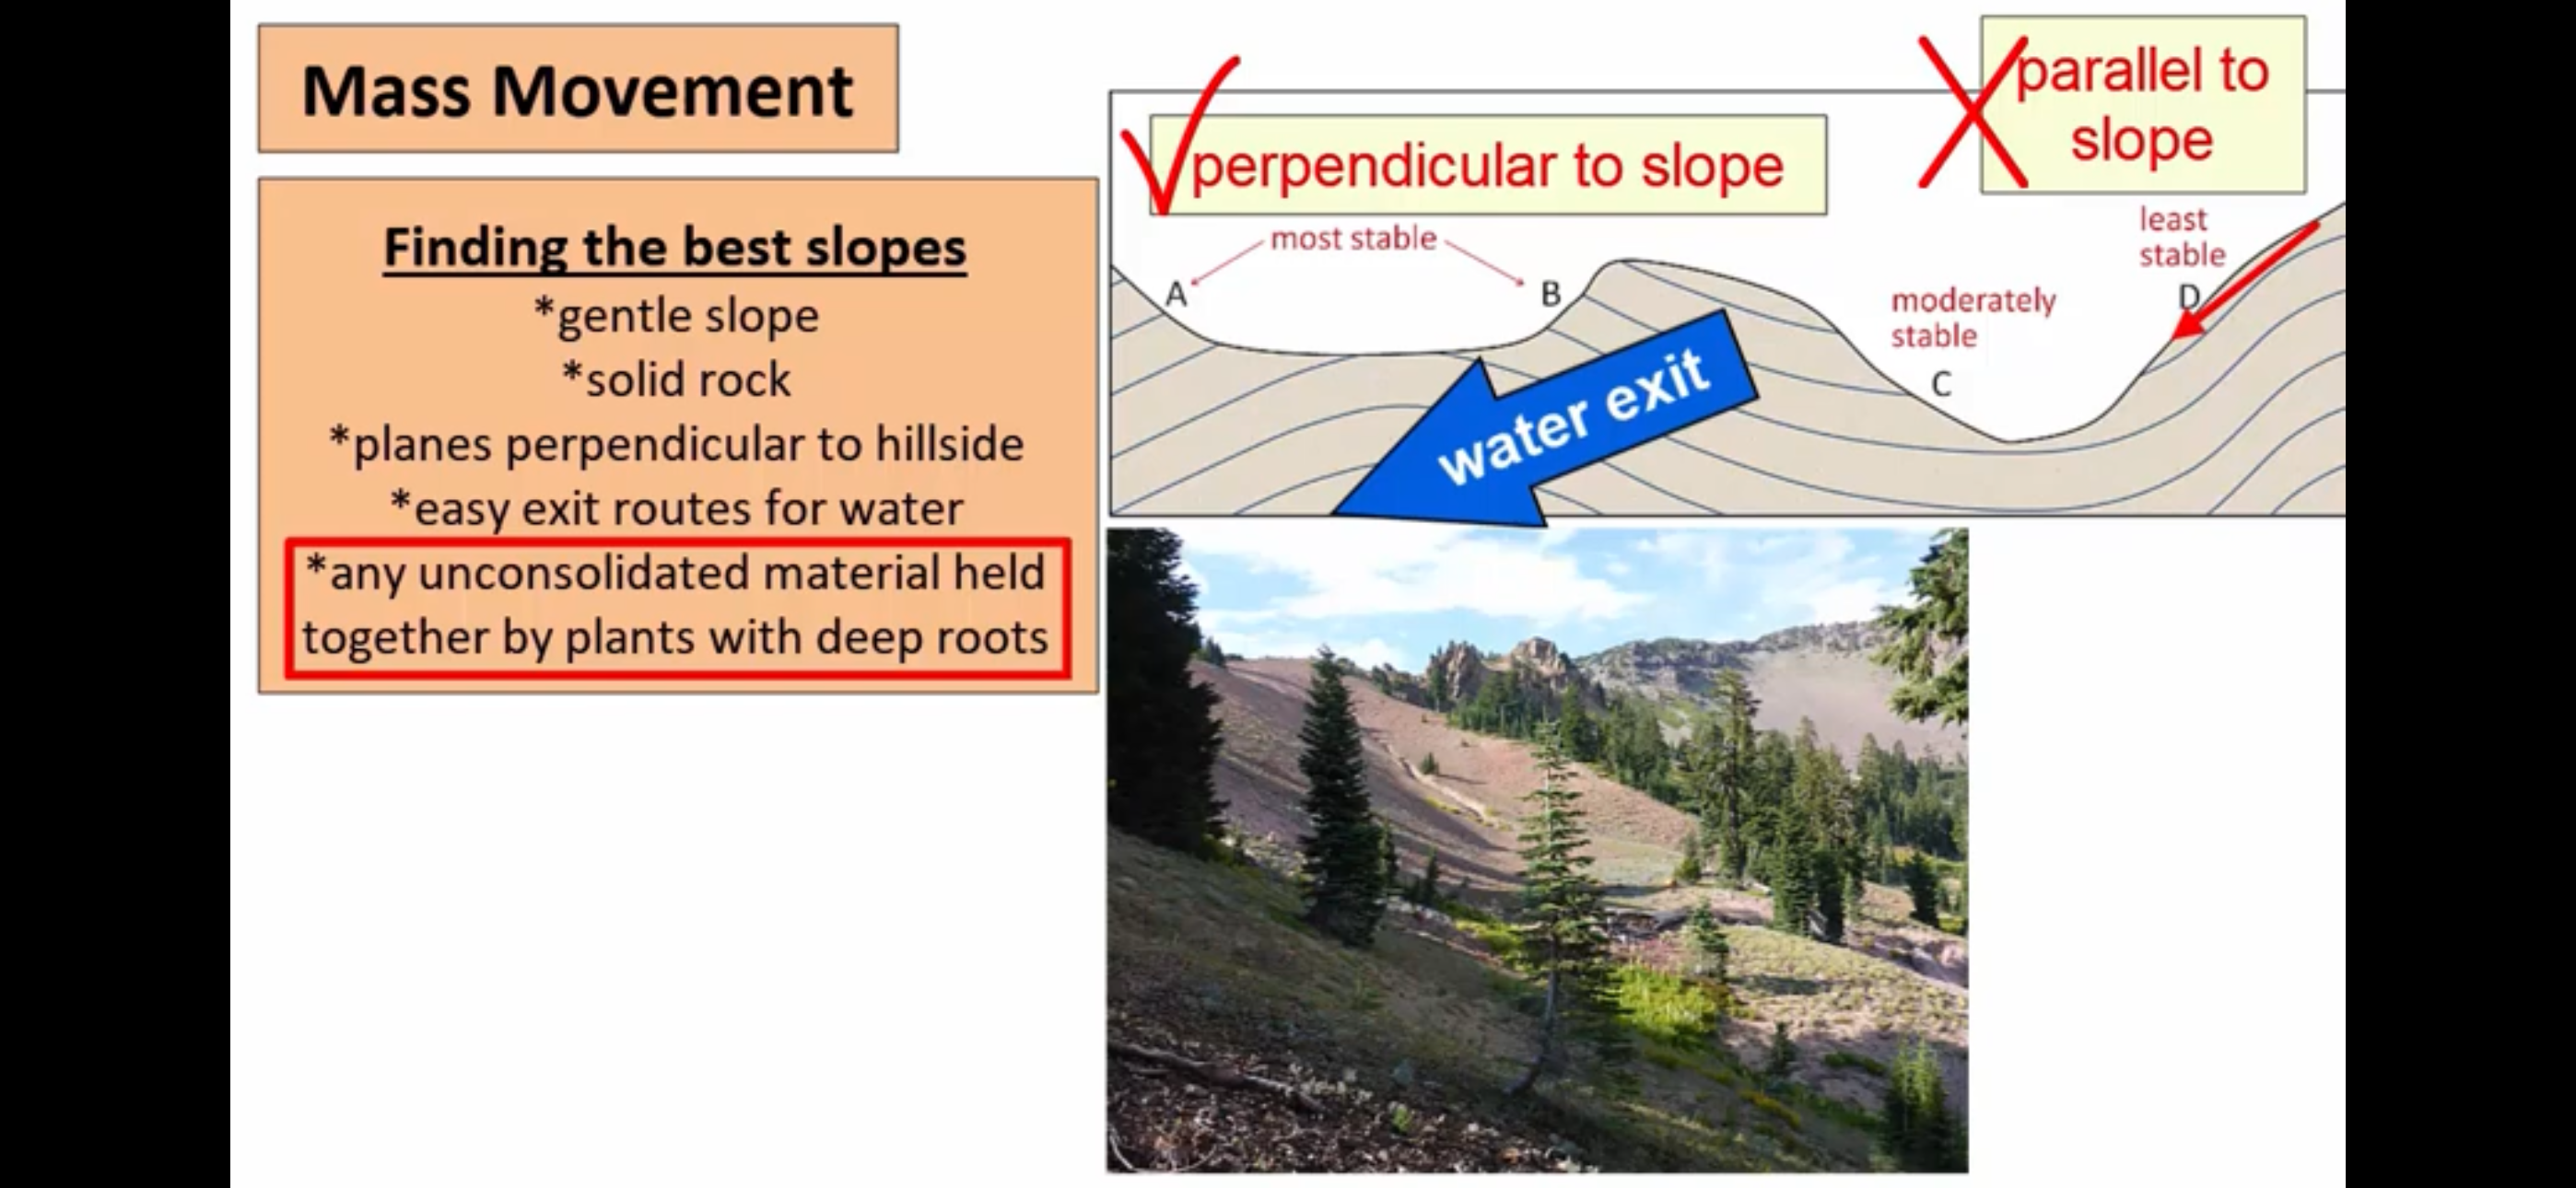 Mass Movement
Finding the best slopes
*gentle slope
*solid rock
*planes perpendicular to hillside
*easy exit routes for water
*any unconsolidated material held
together by plants with deep roots
perpendicular to slope
parallel to
slope
most stable
A
B
water exit
moderately
stable
C
least
stable
D